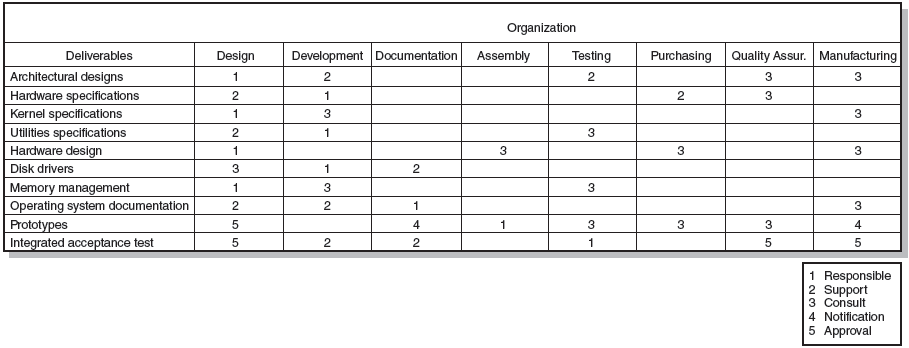 Organization
Deliverables Design Development Documentation Assembly Testing Purchasing Quality Assur. Manufacturing
Architectural designs 1 2 2 3 3
Hardware specifications 2 1 2 3
Kernel specifications 1 3 3
Utilities specifications 2 1 3
Hardware design 1 3 3 3
Disk drivers 3 1 2
Memory management 1 3 3
Operating system documentation 2 2 1 3
Prototypes 5 4 1 3 3 3 4
Integrated acceptance test 5 2 2 1 5 5
1 Responsible
2 Support
3 Consult
4 Notification
5 Approval